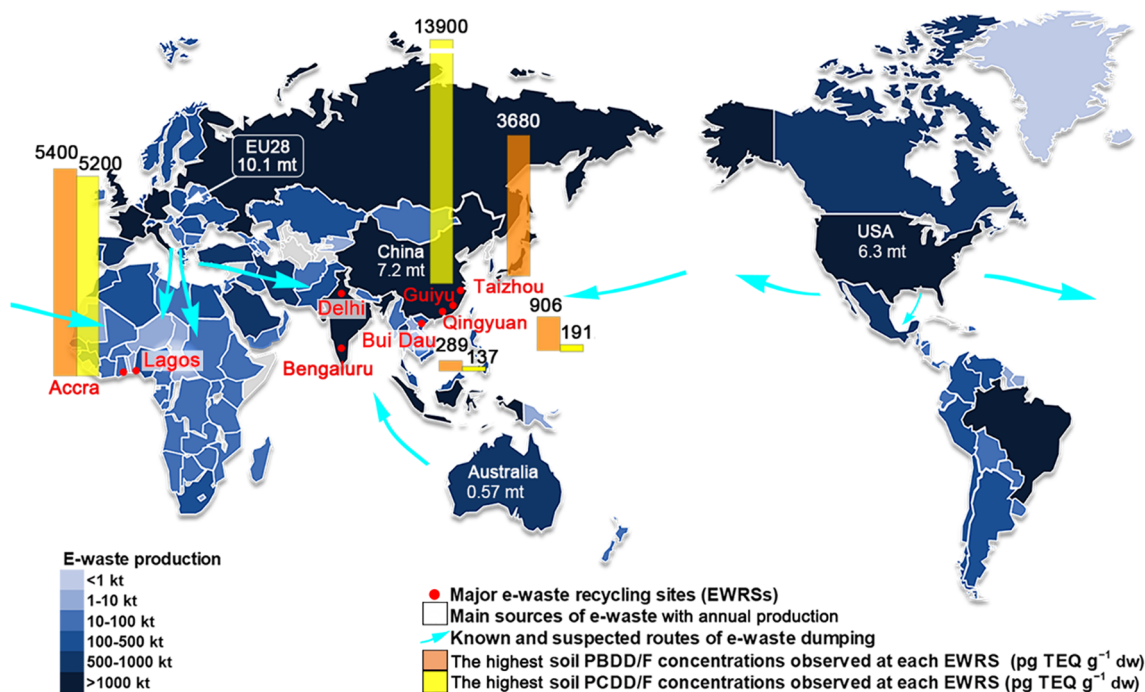 13900
3680
5400
5200
EU28
10.1 mt
China
7.2 mt
USA
6.3 mt
Taizhou
Guiyu
Delhi
Qingyuan
906
191
Bui Dau
289
137
Lagos
Bengaluru
Accra
Australia
0.57 mt
E-waste production
<1 kt
1-10 kt
10-100 kt
100-500 kt
500-1000 kt
>1000 kt
Major e-waste recycling sites (EWRSs)
Main sources of e-waste with annual production
Known and suspected routes of e-waste dumping
The highest soil PBDD/F concentrations observed at each EWRS (pg TEQ g⁻¹ dw)
The highest soil PCDD/F concentrations observed at each EWRS (pg TEQ g⁻¹ dw)